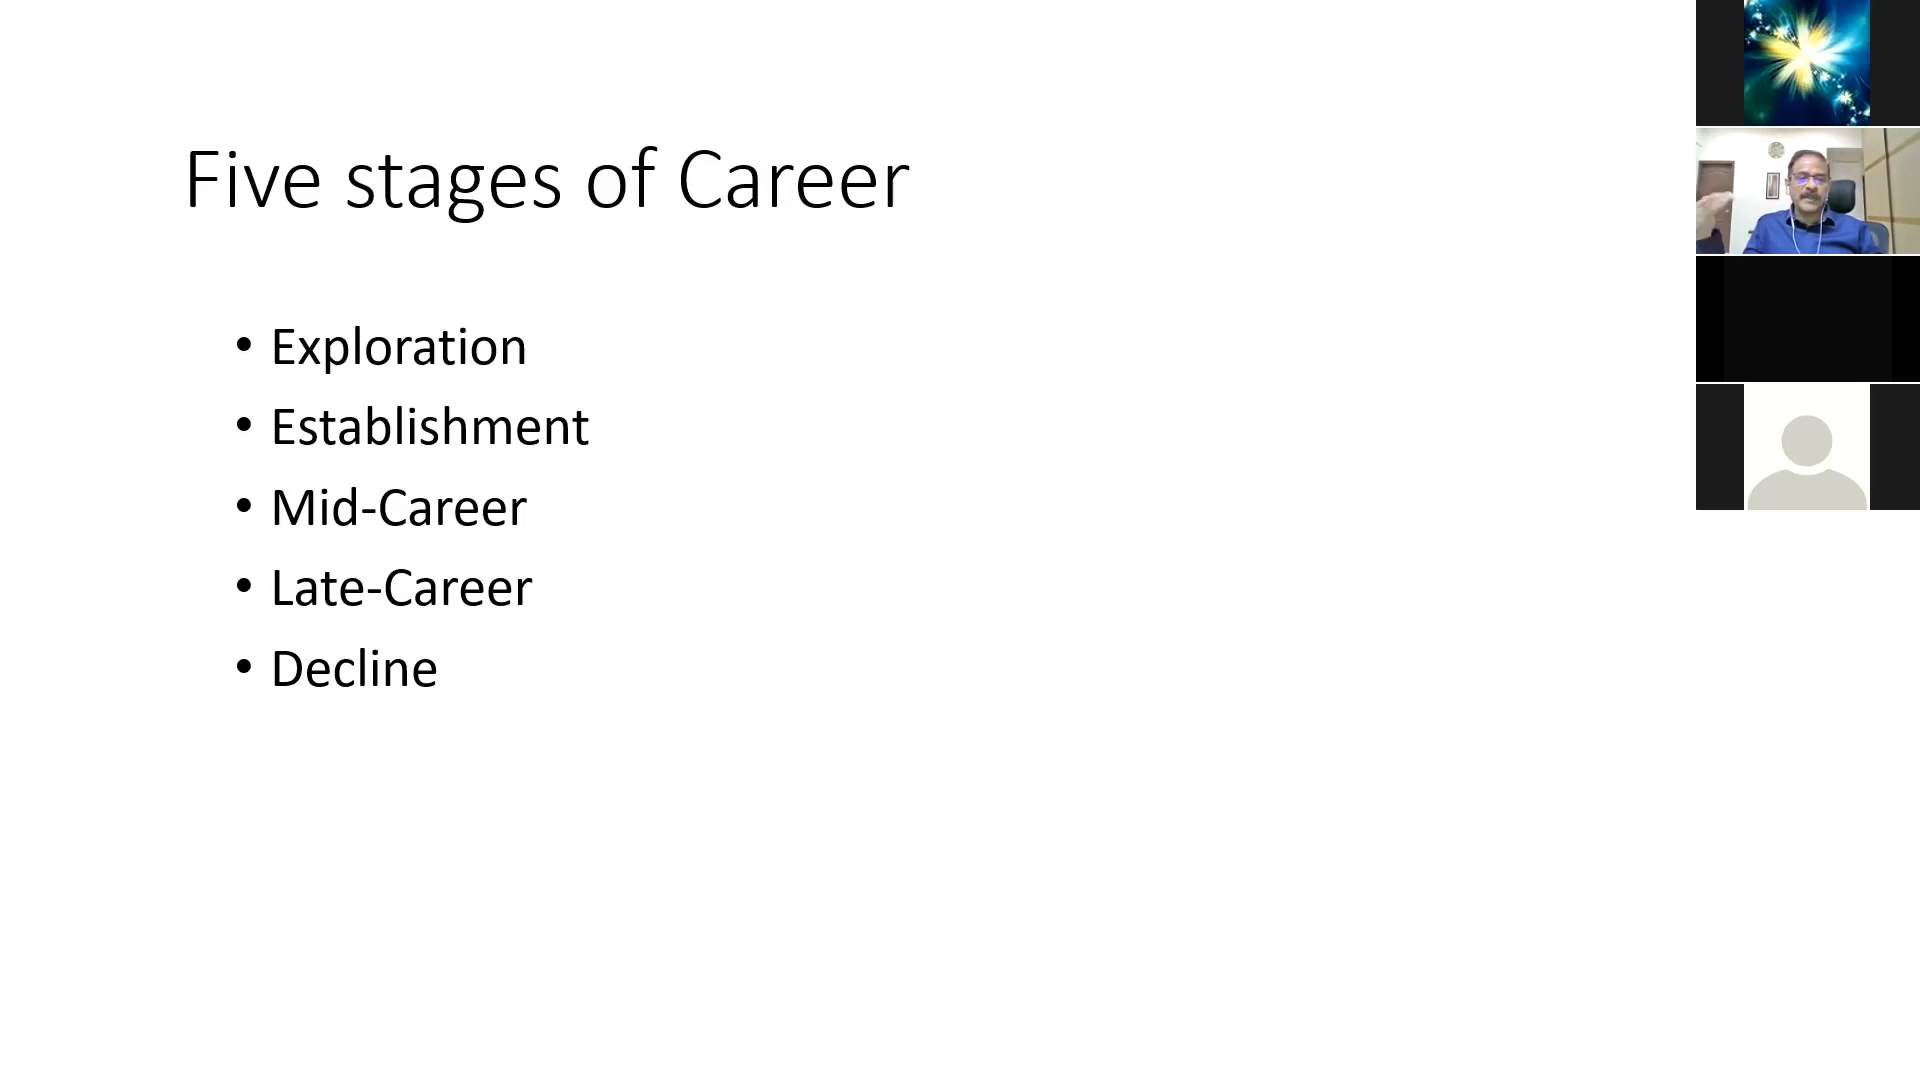 Five stages of Career
• Exploration
• Establishment
• Mid-Career
• Late-Career
• Decline